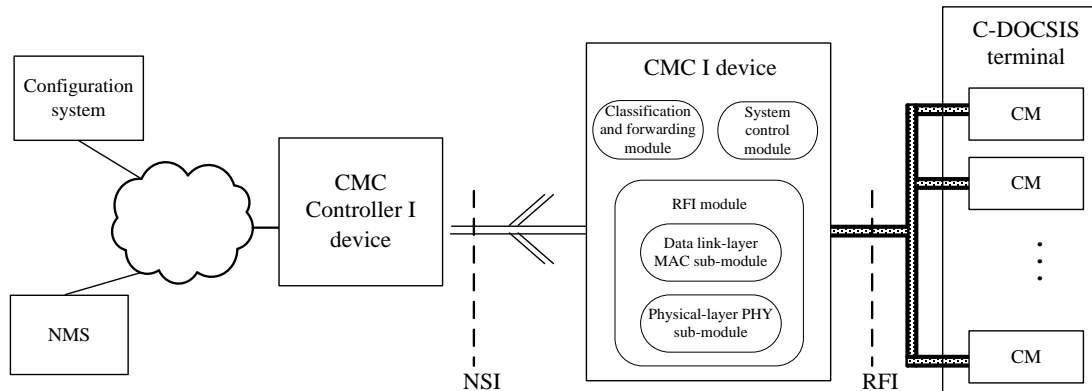 Configuration
system
NMS
CMC
Controller I
device
NSI
CMC I device
Classification
and forwarding
module
System
control
module
RFI module
Data link-layer
MAC sub-module
Physical-layer PHY
sub-module
RFI
C-DOCSIS
terminal
CM
CM
CM